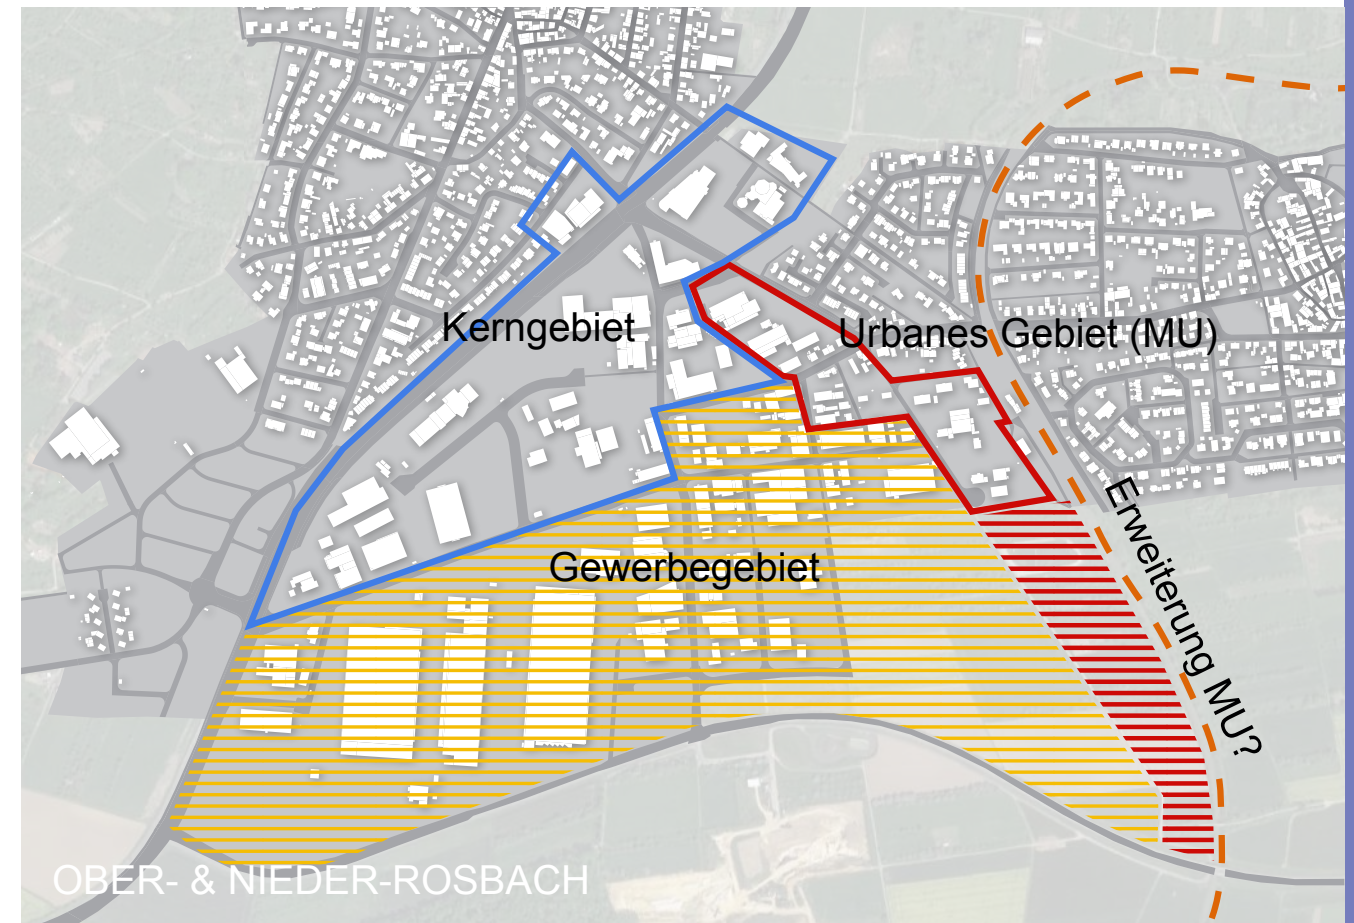 Kerngebiet
Urbanes Gebiet (MU)
Erweiterung MU?
Gewerbegebiet
OBER- & NIEDER-ROSBACH